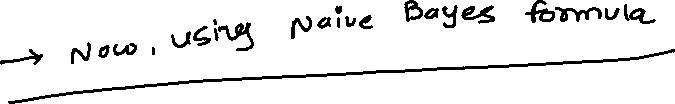 → Now, using Naive Bayes formula